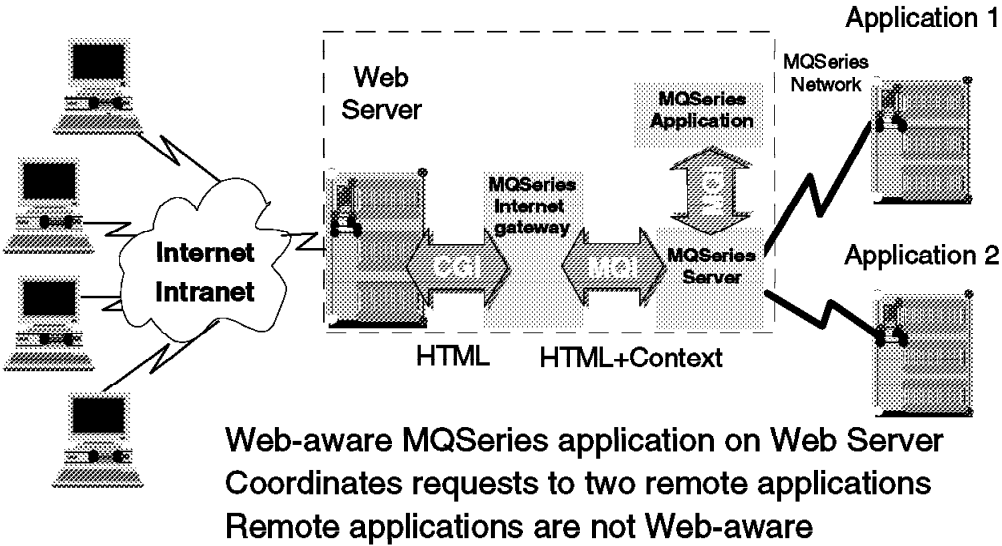 Application 1
Web
Server
MQSeries
Network
MQSeries
Application
MQI
MQSeries
Internet
gateway
Internet
Intranet
CGI
MQI
MQSeries
Server
Application 2
HTML
HTML+Context
Web-aware MQSeries application on Web Server
Coordinates requests to two remote applications
Remote applications are not Web-aware